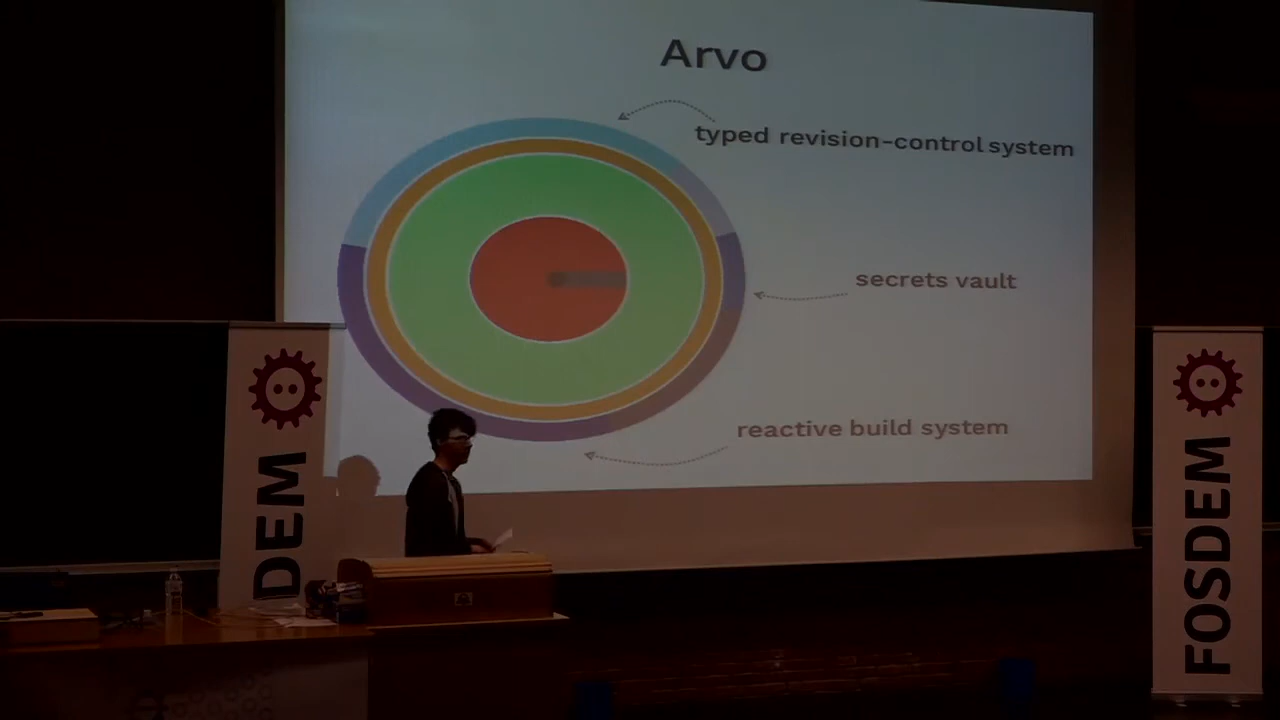 Arvo
typed revision-control system
secrets vault
reactive build system
DEM
FOSDEM